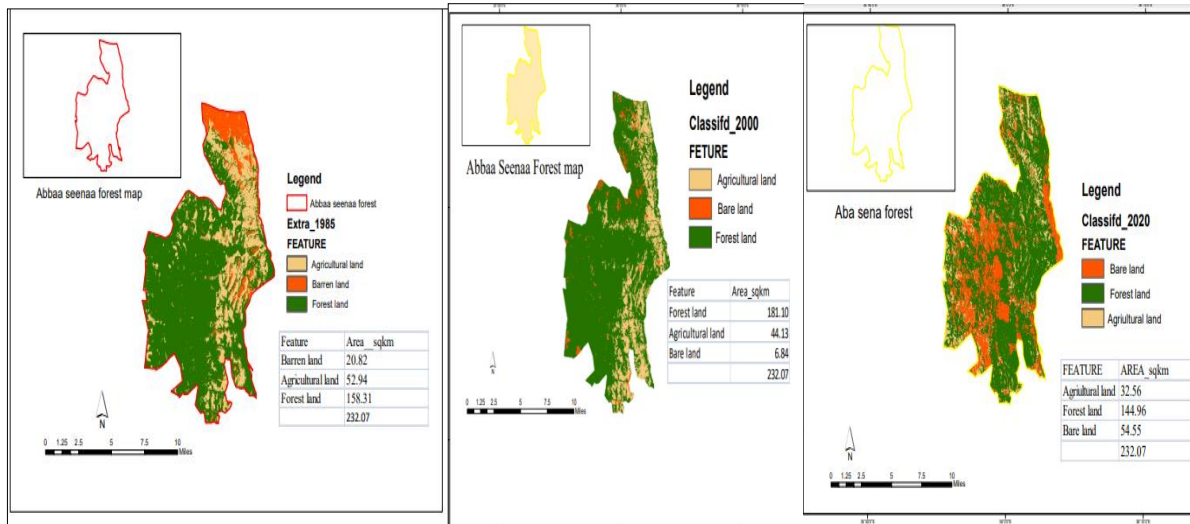 Abbaa seenaa forest map
Legend
Abbaa seenaa forest
Extra_1985
FEATURE
Agricultural land
Barren land
Forest land
Feature Area__sqkm
Barren land 20.82
Agricultural land 52.94
Forest land 158.31
232.07
N
0 1.25 2.5 5 7.5 10
Miles
Abbaa Seenaa Forest map
Legend
Classifd_2000
FETURE
Agricultural land
Bare land
Forest land
Feature Area_sqkm
Forest land 181.10
Agricultural land 44.13
Bare land 6.84
232.07
0 1.25 2.5 5 7.5 10
Miles
Aba sena forest
Legend
Classifd_2020
FEATURE
Bare land
Forest land
Agriultural land
FEATURE AREA_sqkm
Agriultural land 32.56
Forest land 144.96
Bare land 54.55
232.07
N
0 1.25 2.5 5 7.5 10
Miles